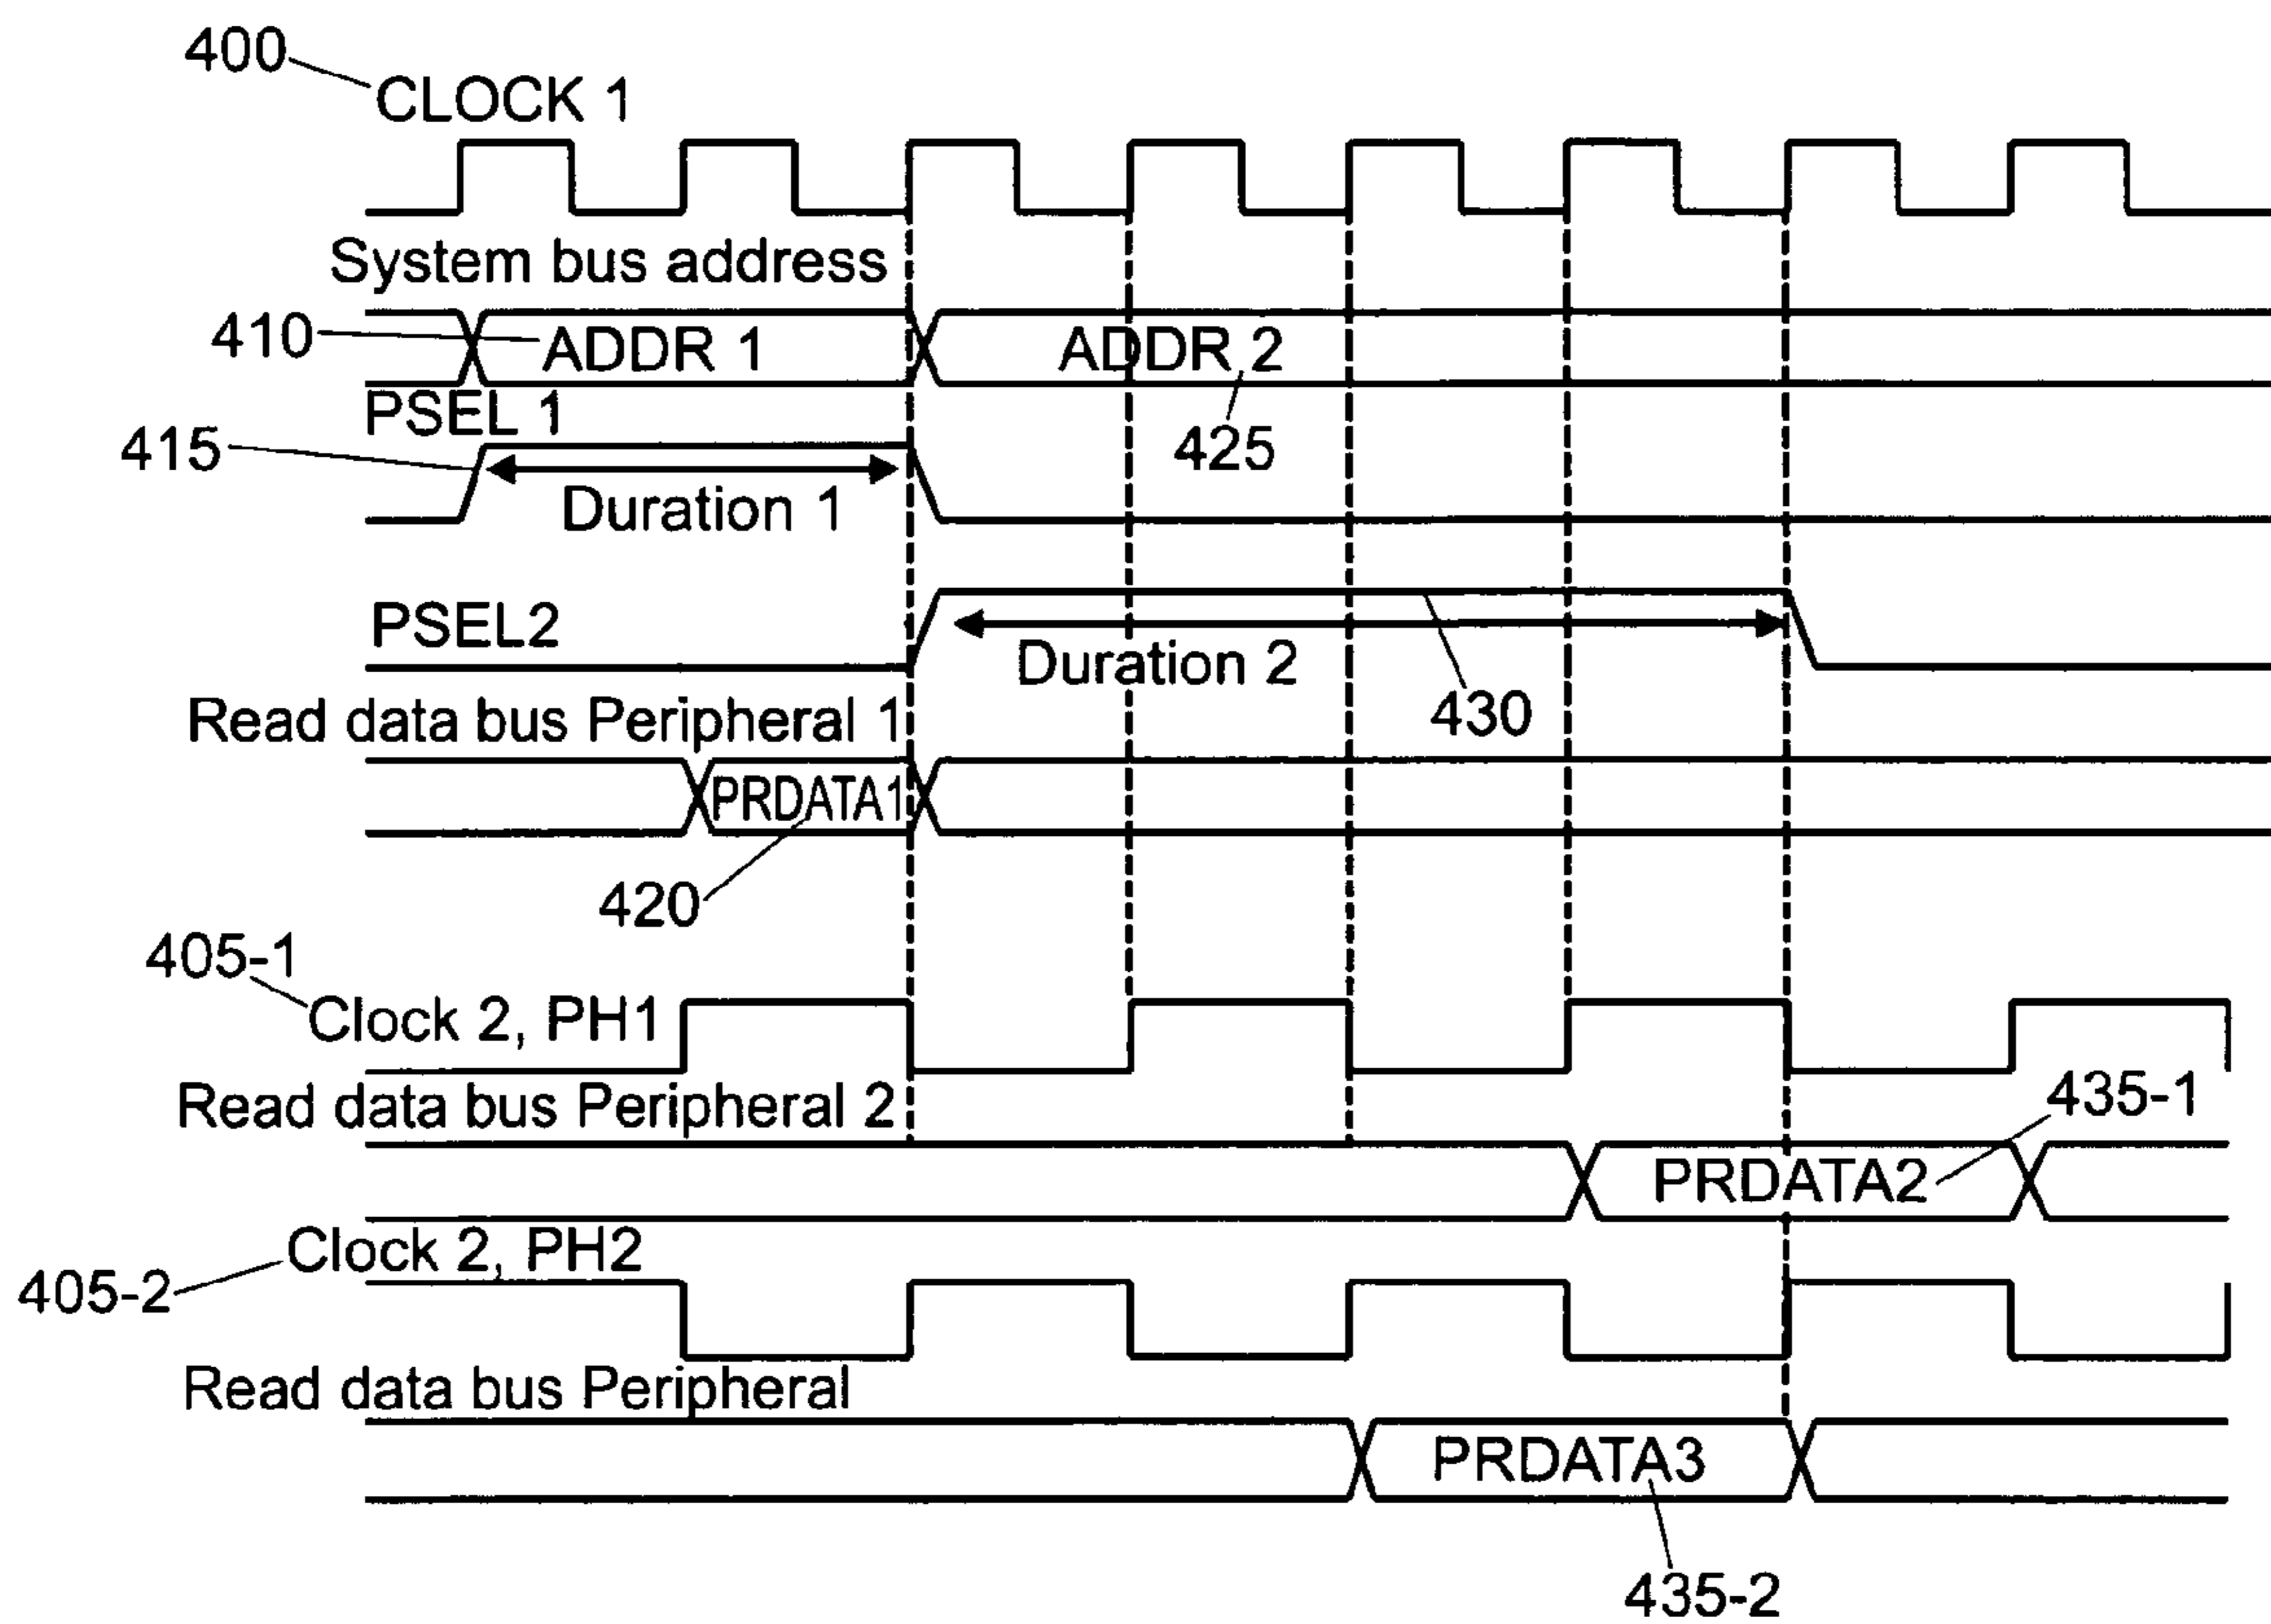 400
CLOCK 1
System bus address
410
ADDR 1
ADDR 2
PSEL 1
415
425
Duration 1
PSEL2
Duration 2
430
Read data bus Peripheral 1
PRDATA1
420
405-1
Clock 2, PH1
435-1
Read data bus Peripheral 2
PRDATA2
Clock 2, PH2
405-2
Read data bus Peripheral
PRDATA3
435-2